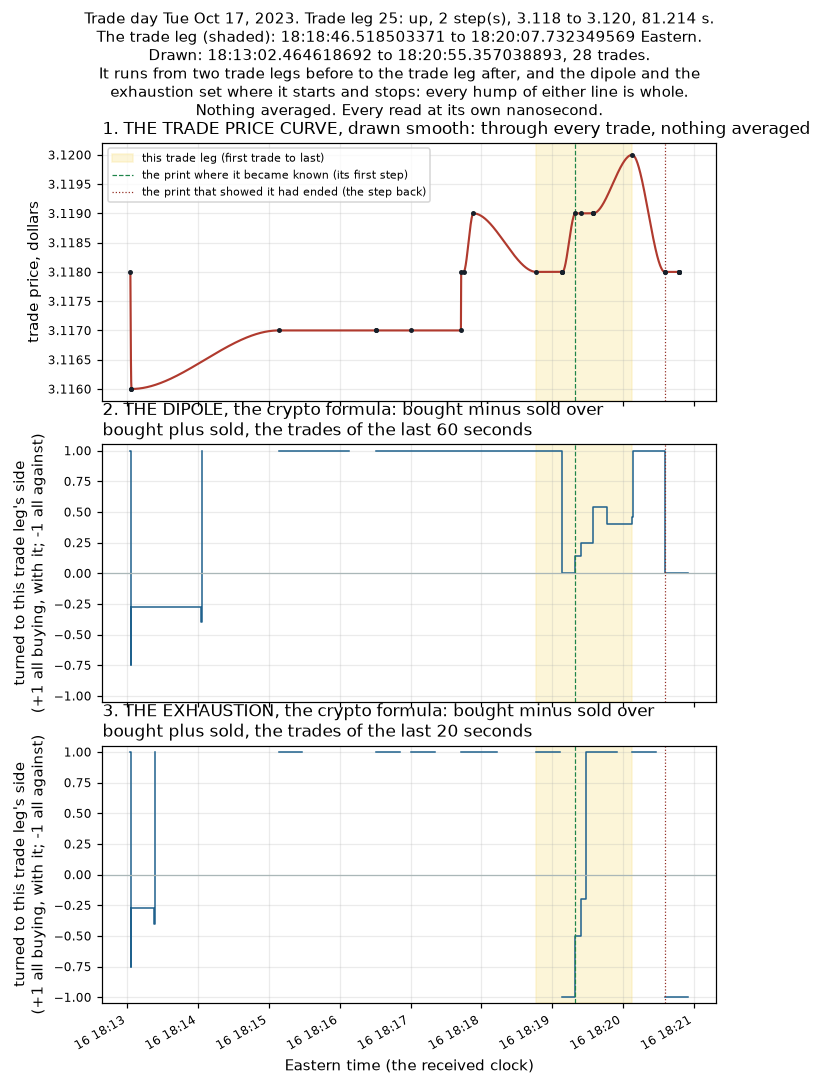 Trade day Tue Oct 17, 2023. Trade leg 25: up, 2 step(s), 3.118 to 3.120, 81.214 s.
The trade leg (shaded): 18:18:46.518503371 to 18:20:07.732349569 Eastern.
Drawn: 18:13:02.464618692 to 18:20:55.357038893, 28 trades.
It runs from two trade legs before to the trade leg after, and the dipole and the
exhaustion set where it starts and stops: every hump of either line is whole.
Nothing averaged. Every read at its own nanosecond.
1. THE TRADE PRICE CURVE, drawn smooth: through every trade, nothing averaged
this trade leg (first trade to last)
the print where it became known (its first step)
the print that showed it had ended (the step back)
trade price, dollars
3.1200
3.1195
3.1190
3.1185
3.1180
3.1175
3.1170
3.1165
3.1160
2. THE DIPOLE, the crypto formula: bought minus sold over
bought plus sold, the trades of the last 60 seconds
turned to this trade leg's side
(+1 all buying, with it; -1 all against)
1.00
0.75
0.50
0.25
0.00
−0.25
−0.50
−0.75
−1.00
3. THE EXHAUSTION, the crypto formula: bought minus sold over
bought plus sold, the trades of the last 20 seconds
turned to this trade leg's side
(+1 all buying, with it; -1 all against)
1.00
0.75
0.50
0.25
0.00
−0.25
−0.50
−0.75
−1.00
16 18:13
16 18:14
16 18:15
16 18:16
16 18:17
16 18:18
16 18:19
16 18:20
16 18:21
Eastern time (the received clock)